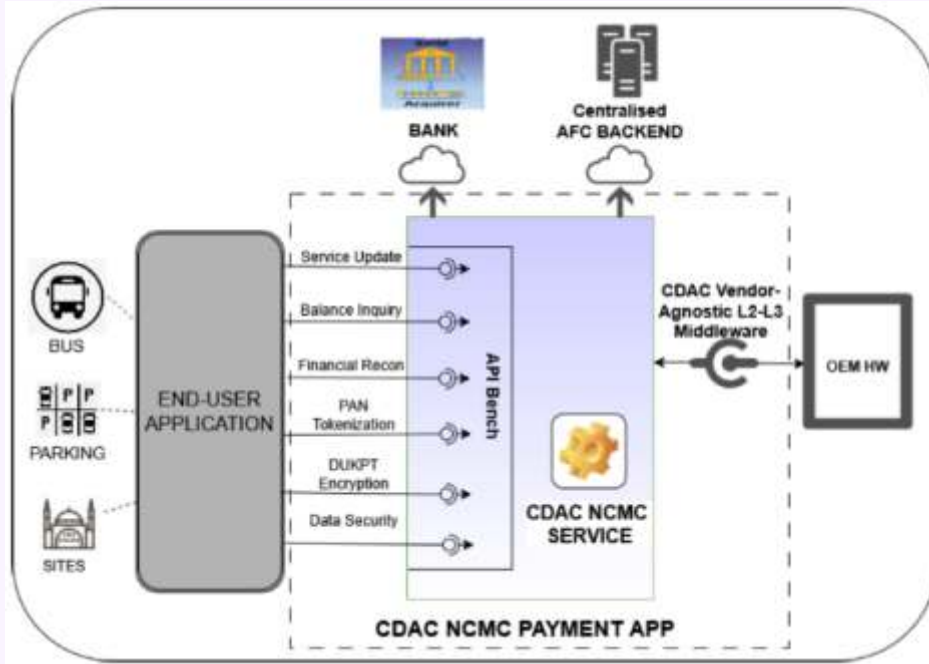 Acquirer
BANK
Centralised
AFC BACKEND
BUS
P P P
P
PARKING
SITES
END-USER
APPLICATION
Service Update
Balance Inquiry
Financial Recon
PAN
Tokenization
DUKPT
Encryption
Data Security
API Bench
CDAC NCMC
SERVICE
CDAC Vendor-
Agnostic L2-L3
Middleware
OEM HW
CDAC NCMC PAYMENT APP